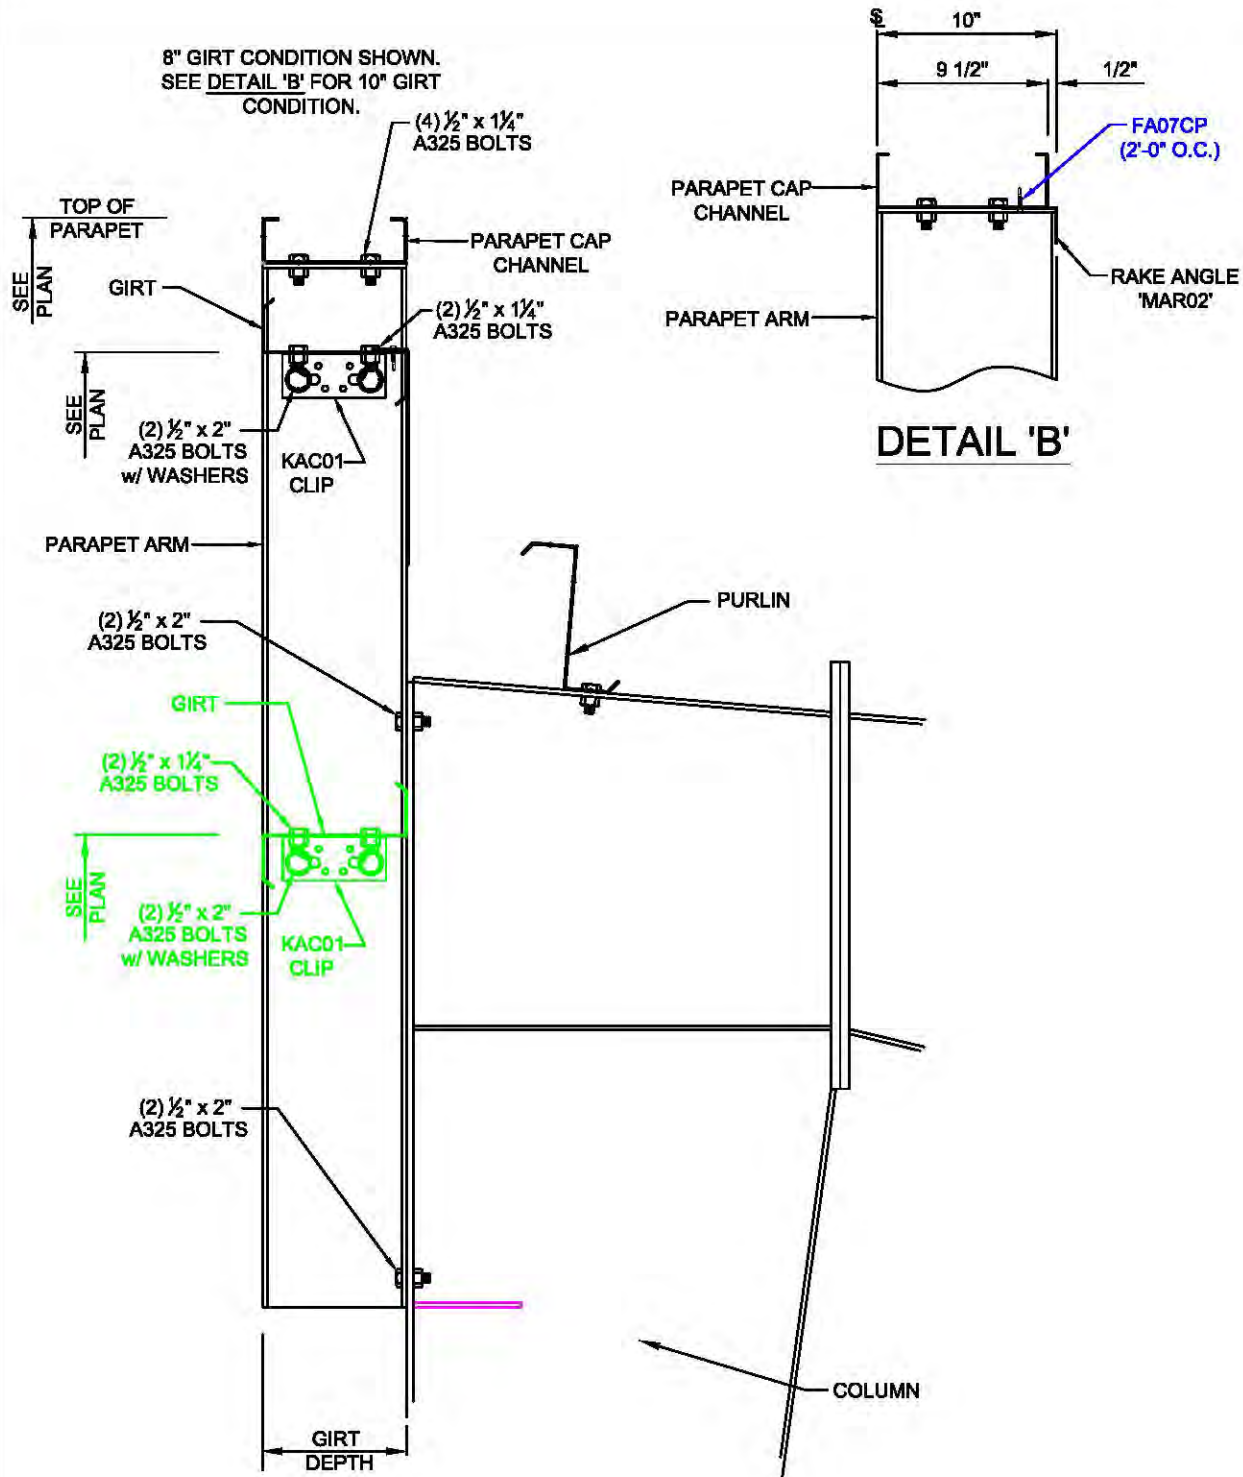 8" GIRT CONDITION SHOWN.
SEE DETAIL 'B' FOR 10" GIRT
CONDITION.
(4) ½" x 1¼"
A325 BOLTS
TOP OF
PARAPET
SEE
PLAN
PARAPET CAP
CHANNEL
GIRT
(2) ½" x 1¼"
A325 BOLTS
SEE
PLAN
(2) ½" x 2"
A325 BOLTS
w/ WASHERS
KAC01
CLIP
PARAPET ARM
(2) ½" x 2"
A325 BOLTS
PURLIN
GIRT
(2) ½" x 1¼"
A325 BOLTS
SEE
PLAN
(2) ½" x 2"
A325 BOLTS
w/ WASHERS
KAC01
CLIP
(2) ½" x 2"
A325 BOLTS
COLUMN
GIRT
DEPTH
℄
10"
9 1/2"
1/2"
FA07CP
(2'-0" O.C.)
PARAPET CAP
CHANNEL
RAKE ANGLE
'MAR02'
PARAPET ARM
DETAIL 'B'